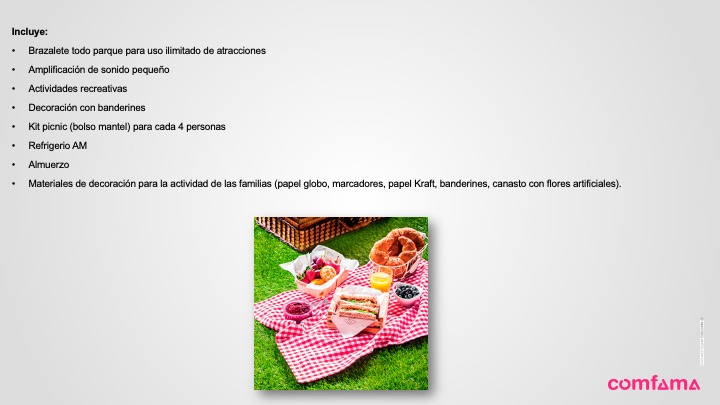 Incluye:
• Brazalete todo parque para uso ilimitado de atracciones
• Amplificación de sonido pequeño
• Actividades recreativas
• Decoración con banderines
• Kit picnic (bolso mantel) para cada 4 personas
• Refrigerio AM
• Almuerzo
• Materiales de decoración para la actividad de las familias (papel globo, marcadores, papel Kraft, banderines, canasto con flores artificiales).
comfama